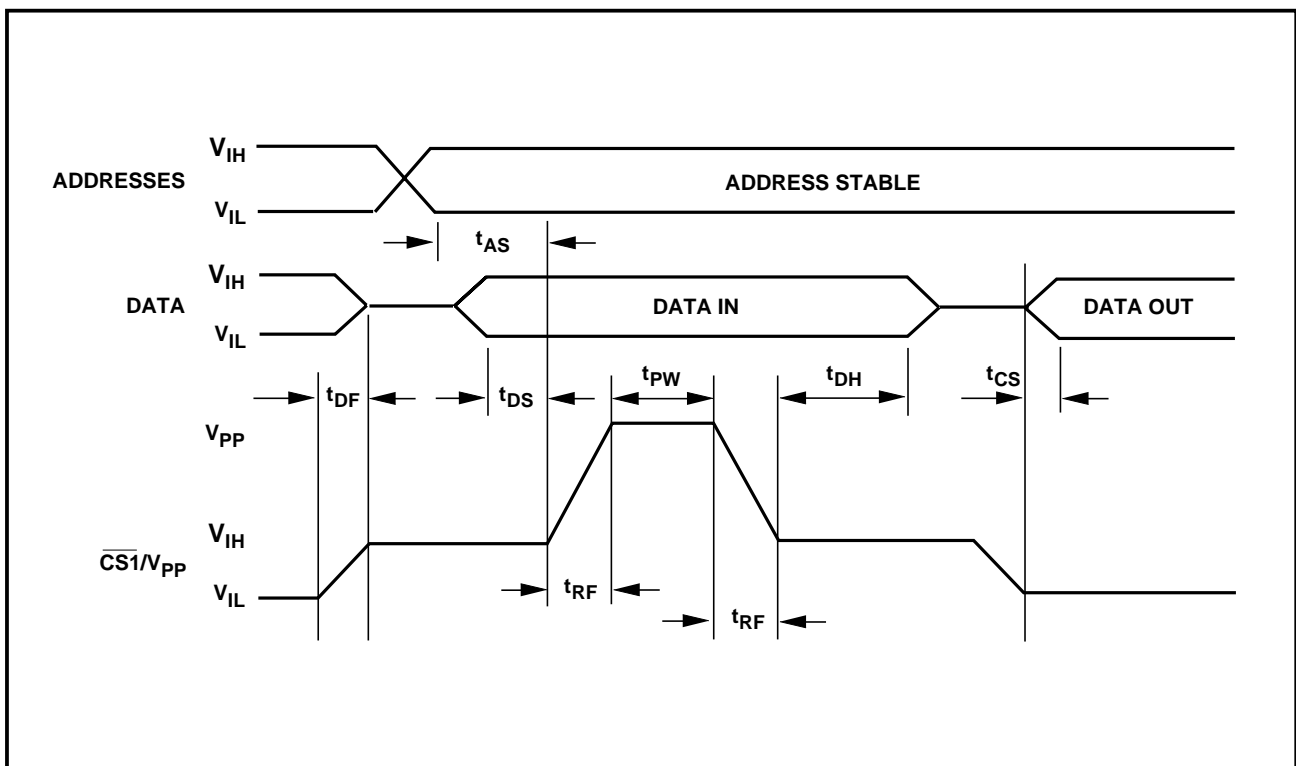 V_IH
ADDRESSES
ADDRESS STABLE
V_IL
t_AS
V_IH
DATA
DATA IN
DATA OUT
V_IL
t_DF
t_DS
t_PW
t_DH
t_CS
V_PP
V_IH
C̅S̅1̅/V_PP
V_IL
t_RF
t_RF